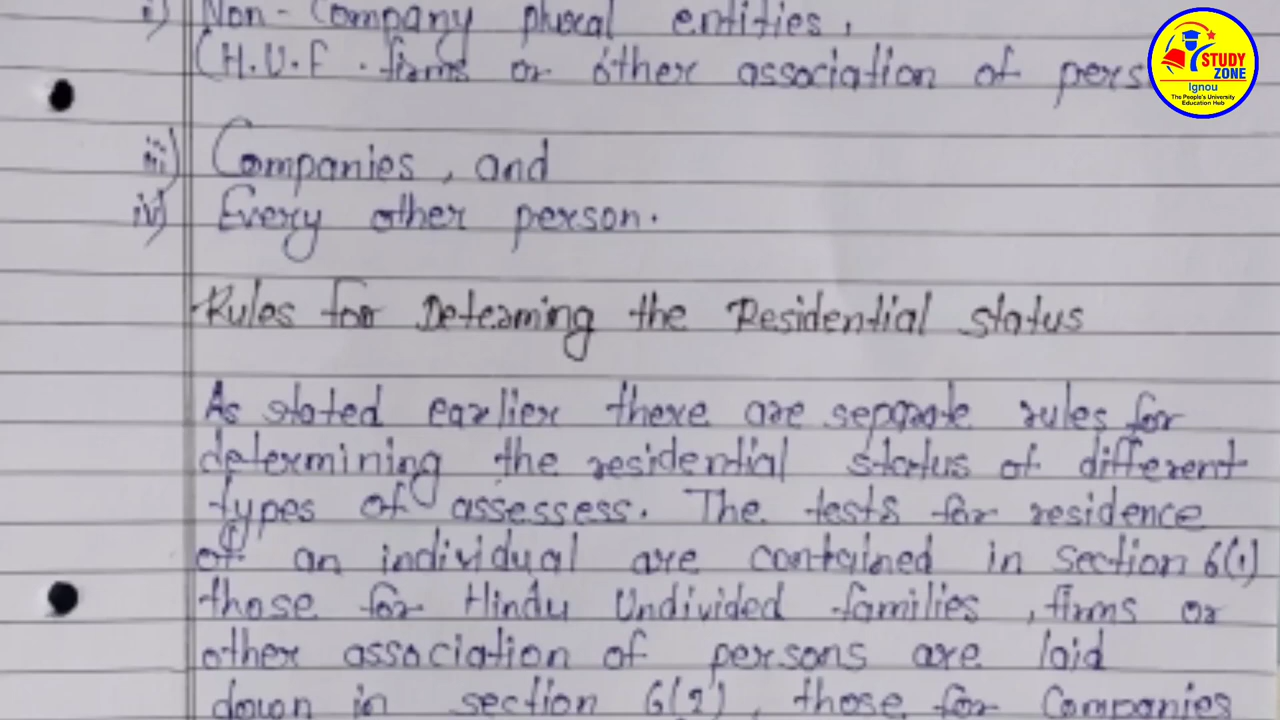 i) Non-Company plural entities,
(H.U.F. firms or other association of pers
iii) Companies, and
iv) Every other person.
Rules for Determing the Residential status
As stated earlier there are separate rules for
determining the residential status of different
types of assessess. The tests for residence
of an individual are contained in section 6(1)
those for Hindu Undivided families, firms or
other association of persons are laid
down in section 6(2), those for Companies
STUDY
ZONE
Ignou
The People's University
Education Hub